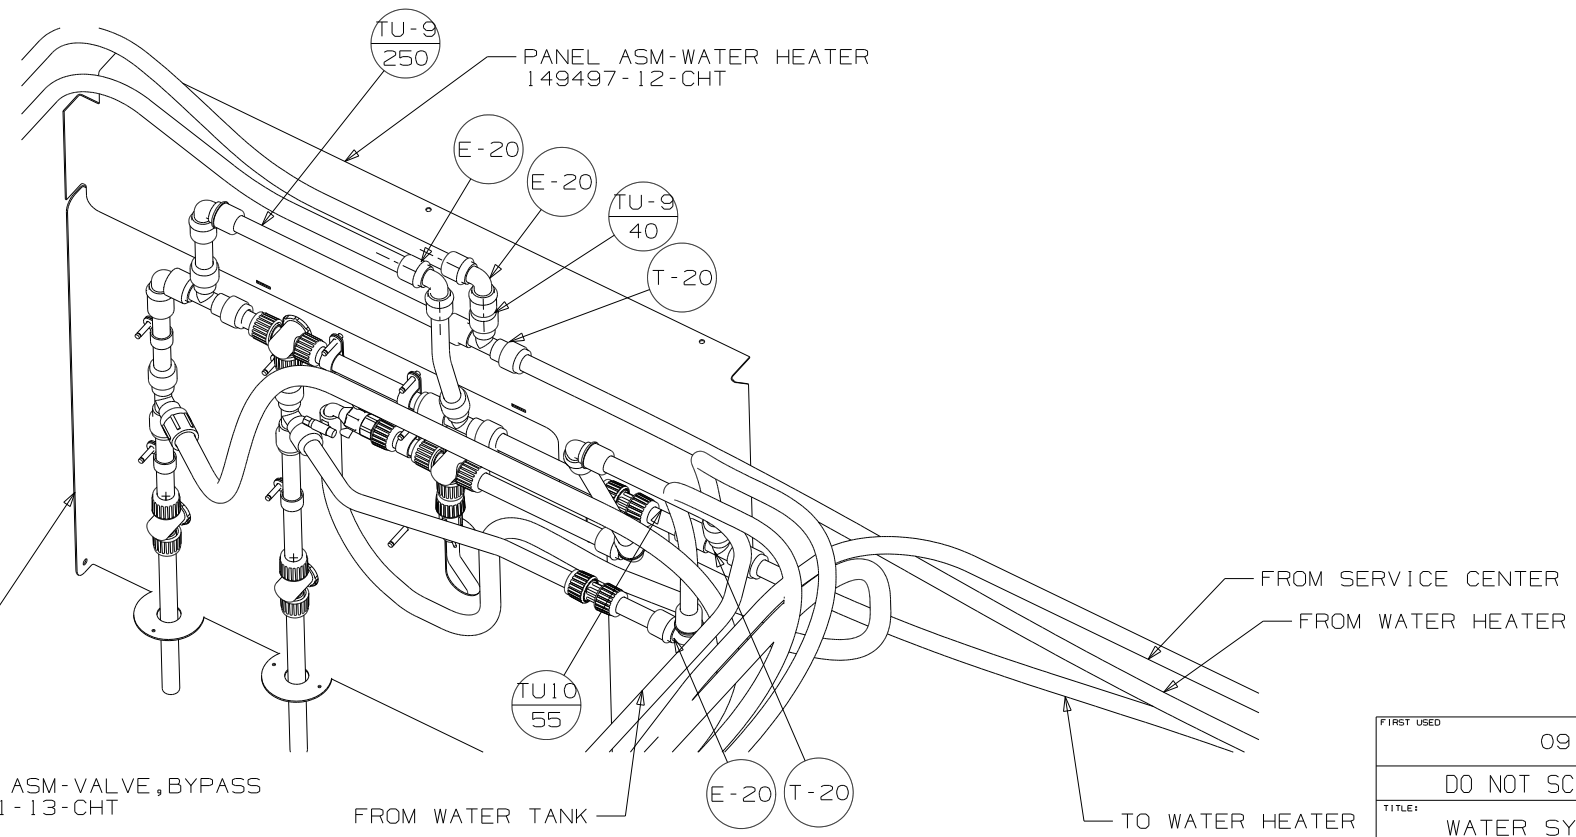 TU-9
250
PANEL ASM-WATER HEATER
149497-12-CHT
E-20
E-20
TU-9
40
T-20
FROM SERVICE CENTER
FROM WATER HEATER
TU10
55
E-20
T-20
ASM-VALVE,BYPASS
1-13-CHT
FROM WATER TANK
TO WATER HEATER
FIRST USED
09
DO NOT SC
TITLE:
WATER SY